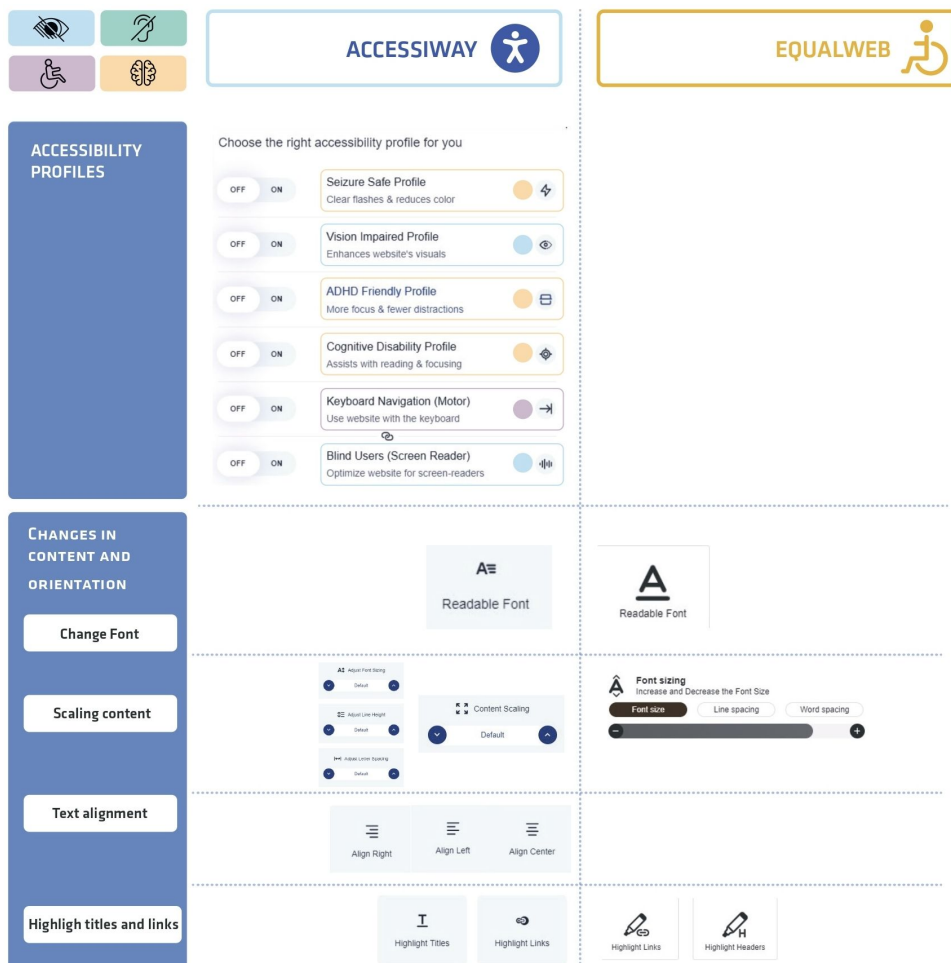 ACCESSIWAY
EQUALWEB
ACCESSIBILITY
PROFILES
Choose the right accessibility profile for you
OFF ON
Seizure Safe Profile
Clear flashes & reduces color
OFF ON
Vision Impaired Profile
Enhances website's visuals
OFF ON
ADHD Friendly Profile
More focus & fewer distractions
OFF ON
Cognitive Disability Profile
Assists with reading & focusing
OFF ON
Keyboard Navigation (Motor)
Use website with the keyboard
OFF ON
Blind Users (Screen Reader)
Optimize website for screen-readers
CHANGES IN
CONTENT AND
ORIENTATION
Change Font
Readable Font
Readable Font
Scaling content
Adjust Font Sizing
Default
Adjust Line Height
Default
Adjust Letter Spacing
Default
Content Scaling
Default
Font sizing
Increase and Decrease the Font Size
Font size Line spacing Word spacing
Text alignment
Align Right Align Left Align Center
Highligh titles and links
Highlight Titles Highlight Links
Highlight Links Highlight Headers